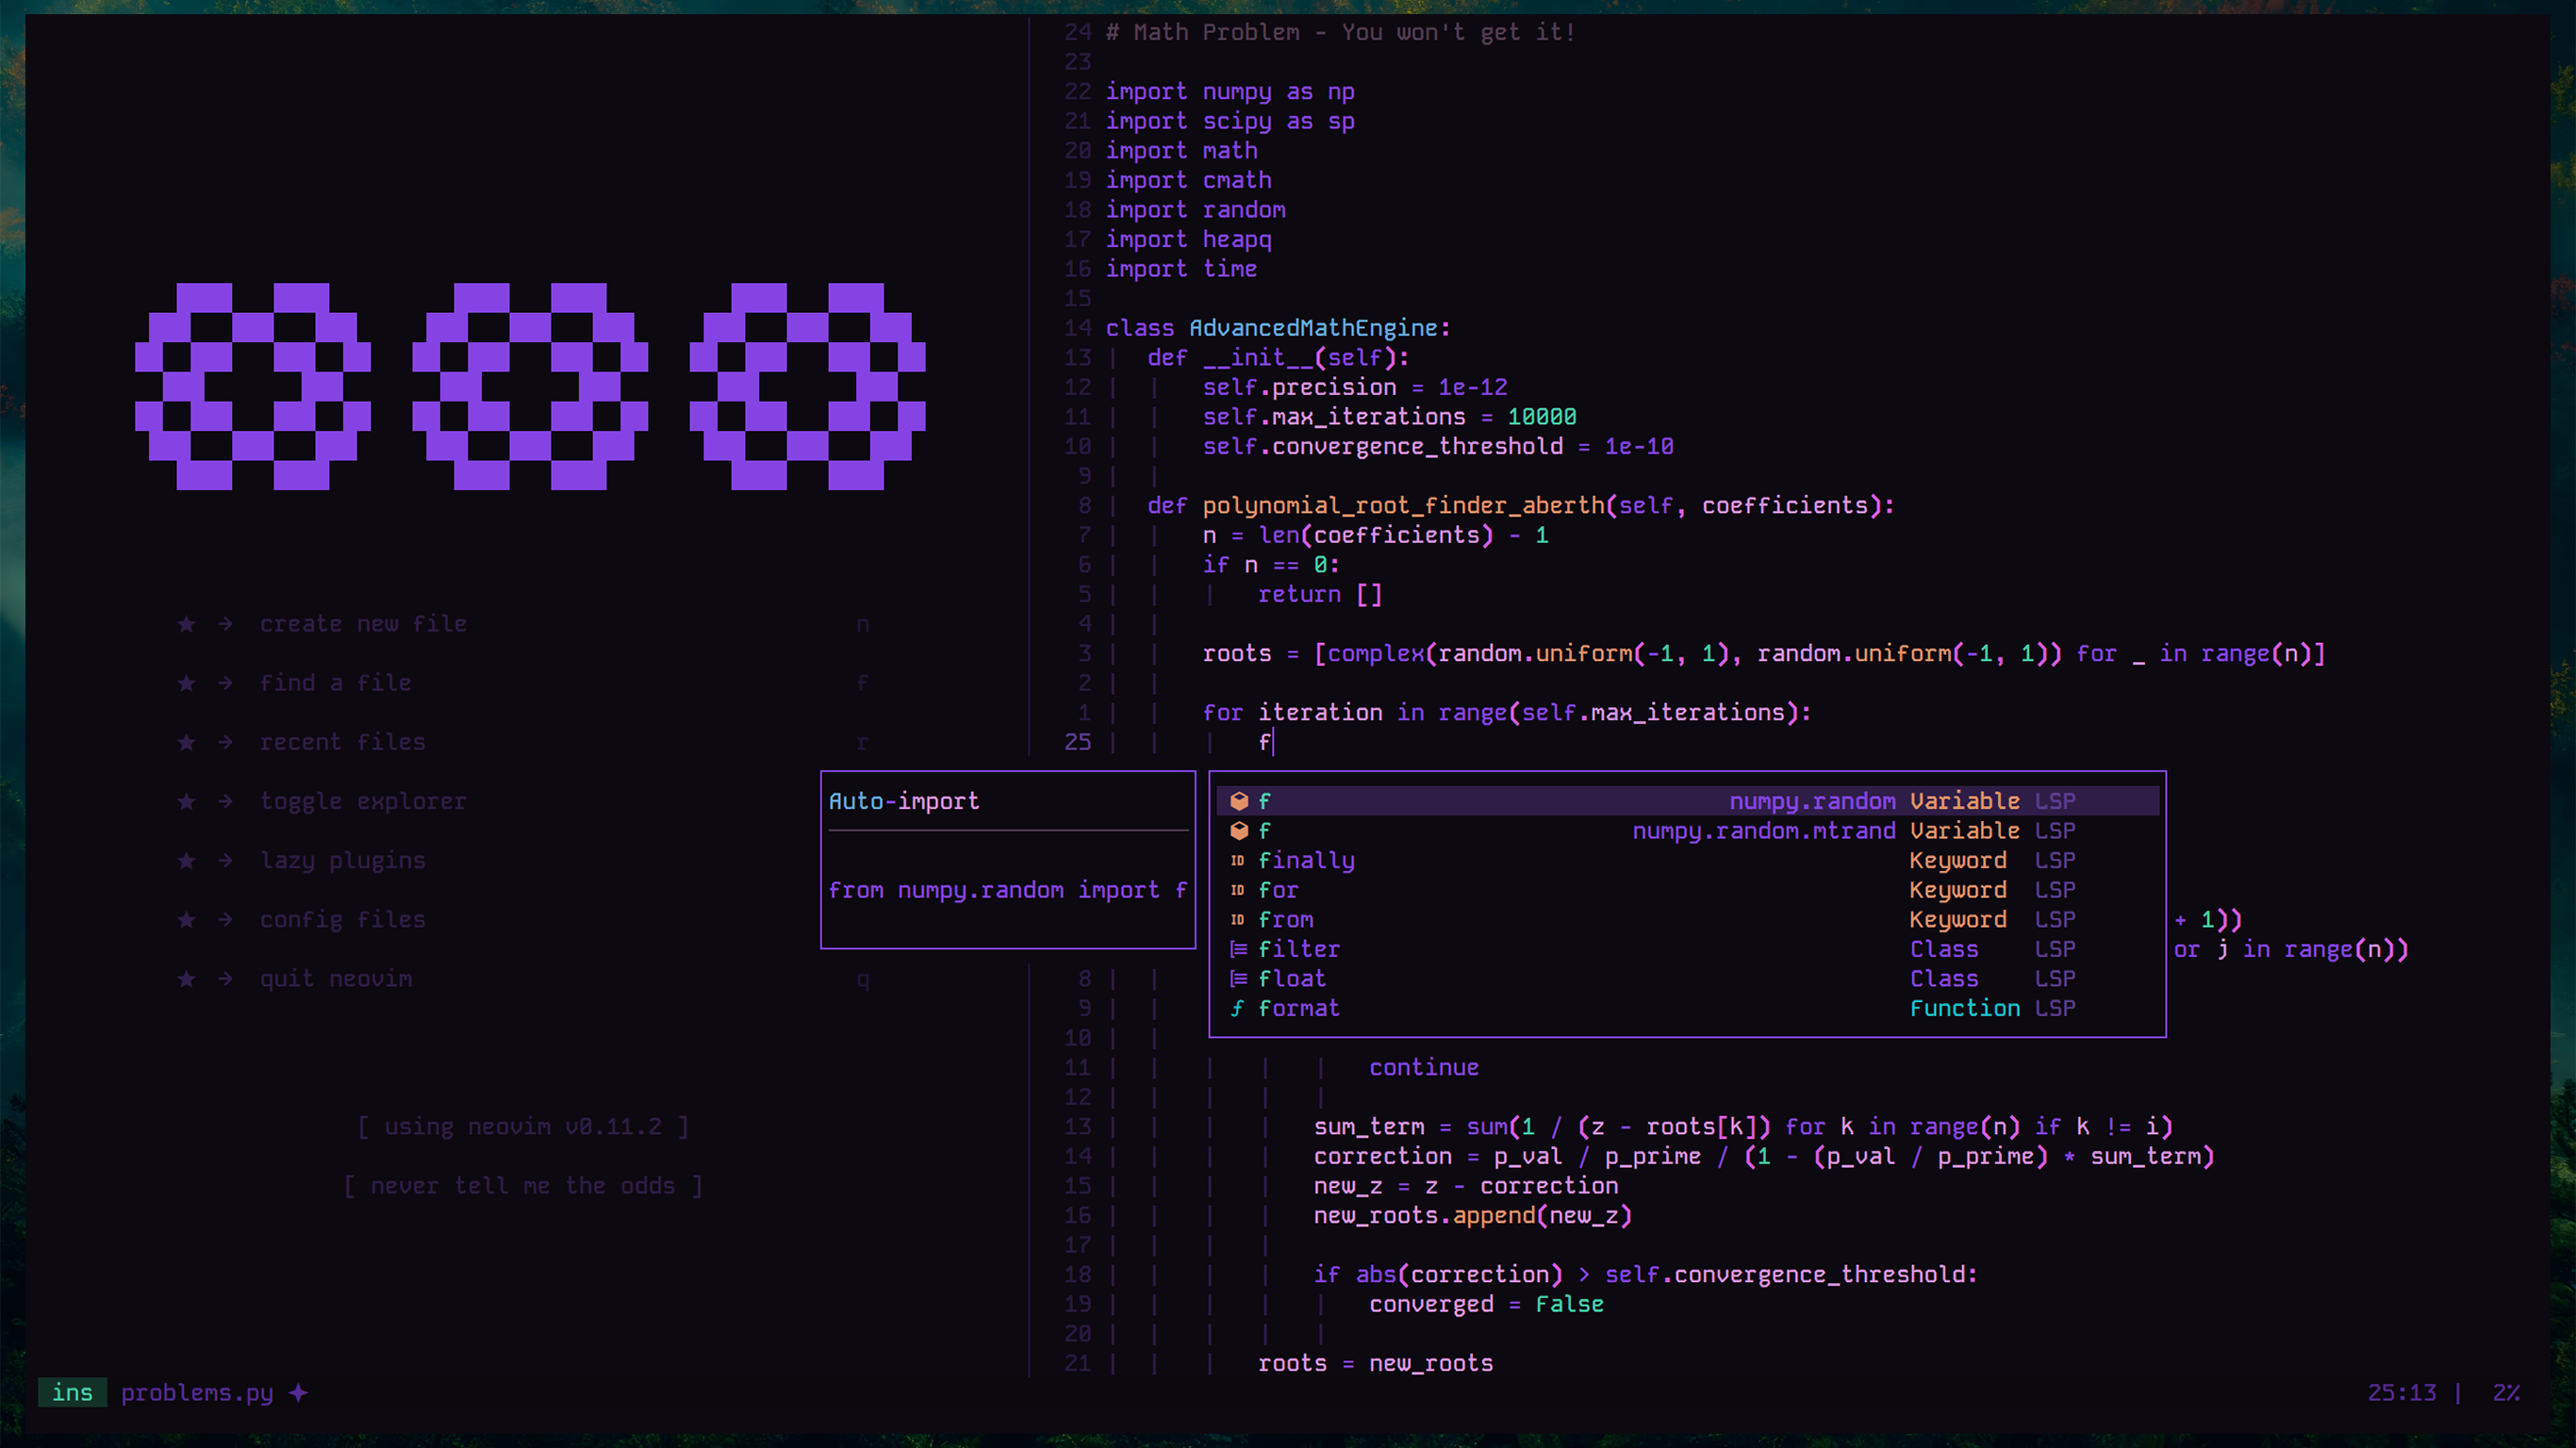 ★ → create new file n
★ → find a file f
★ → recent files r
★ → toggle explorer
★ → lazy plugins
★ → config files
★ → quit neovim q
[ using neovim v0.11.2 ]
[ never tell me the odds ]
24 # Math Problem - You won't get it!
23
22 import numpy as np
21 import scipy as sp
20 import math
19 import cmath
18 import random
17 import heapq
16 import time
15
14 class AdvancedMathEngine:
13 def __init__(self):
12 self.precision = 1e-12
11 self.max_iterations = 10000
10 self.convergence_threshold = 1e-10
9
8 def polynomial_root_finder_aberth(self, coefficients):
7 n = len(coefficients) - 1
6 if n == 0:
5 return []
4
3 roots = [complex(random.uniform(-1, 1), random.uniform(-1, 1)) for _ in range(n)]
2
1 for iteration in range(self.max_iterations):
25 f
Auto-import
from numpy.random import f
f numpy.random Variable LSP
f numpy.random.mtrand Variable LSP
finally Keyword LSP
for Keyword LSP
from Keyword LSP
filter Class LSP
float Class LSP
format Function LSP
+ 1))
or j in range(n))
8
9
10
11 continue
12
13 sum_term = sum(1 / (z - roots[k]) for k in range(n) if k != i)
14 correction = p_val / p_prime / (1 - (p_val / p_prime) * sum_term)
15 new_z = z - correction
16 new_roots.append(new_z)
17
18 if abs(correction) > self.convergence_threshold:
19 converged = False
20
21 roots = new_roots
ins problems.py ✦ 25:13 | 2%